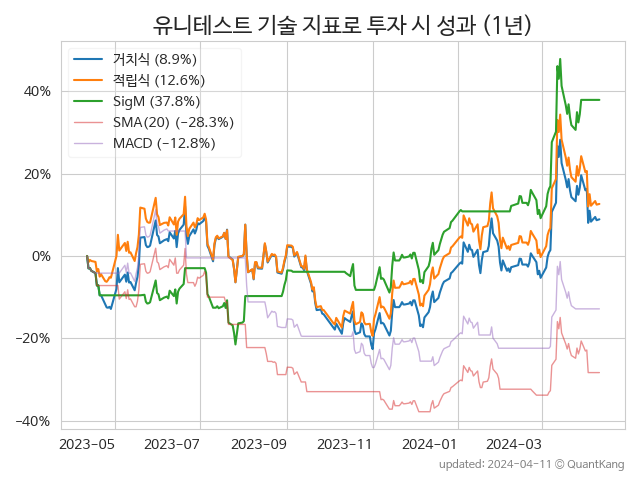 유니테스트 기술 지표로 투자 시 성과 (1년)
거치식 (8.9%)
적립식 (12.6%)
SigM (37.8%)
SMA(20) (−28.3%)
MACD (−12.8%)
40%
20%
0%
−20%
−40%
2023-05 2023-07 2023-09 2023-11 2024-01 2024-03
updated: 2024-04-11 © QuantKang